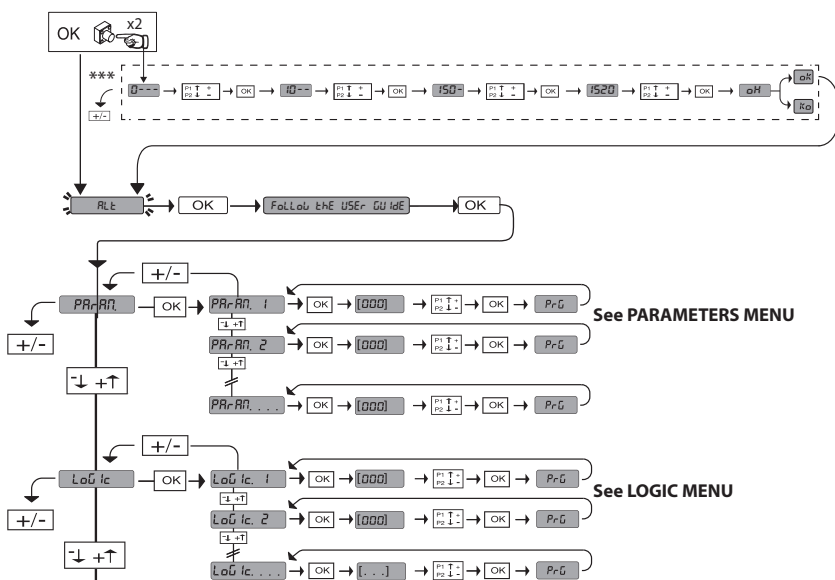 OK x2
***
0--- P1 ↑ + P2 ↓ - OK 10-- P1 ↑ + P2 ↓ - OK 150- P1 ↑ + P2 ↓ - OK 1520 P1 ↑ + P2 ↓ - OK oH oK
+/- Ko
ALt OK FoLLoU thE USEr GUIdE OK
+/-
PArAM. OK PArAM. 1 OK [000] P1 ↑ + P2 ↓ - OK PrG
See PARAMETERS MENU
+/- -↓ +↑
PArAM. 2 OK [000] P1 ↑ + P2 ↓ - OK PrG
-↓ +↑ -↓ +↑
PArAM. . . . OK [000] P1 ↑ + P2 ↓ - OK PrG
+/-
LoGIc OK LoGIc. 1 OK [000] P1 ↑ + P2 ↓ - OK PrG
See LOGIC MENU
+/- -↓ +↑
LoGIc. 2 OK [000] P1 ↑ + P2 ↓ - OK PrG
-↓ +↑ -↓ +↑
LoGIc. . . . OK [. . .] P1 ↑ + P2 ↓ - OK PrG